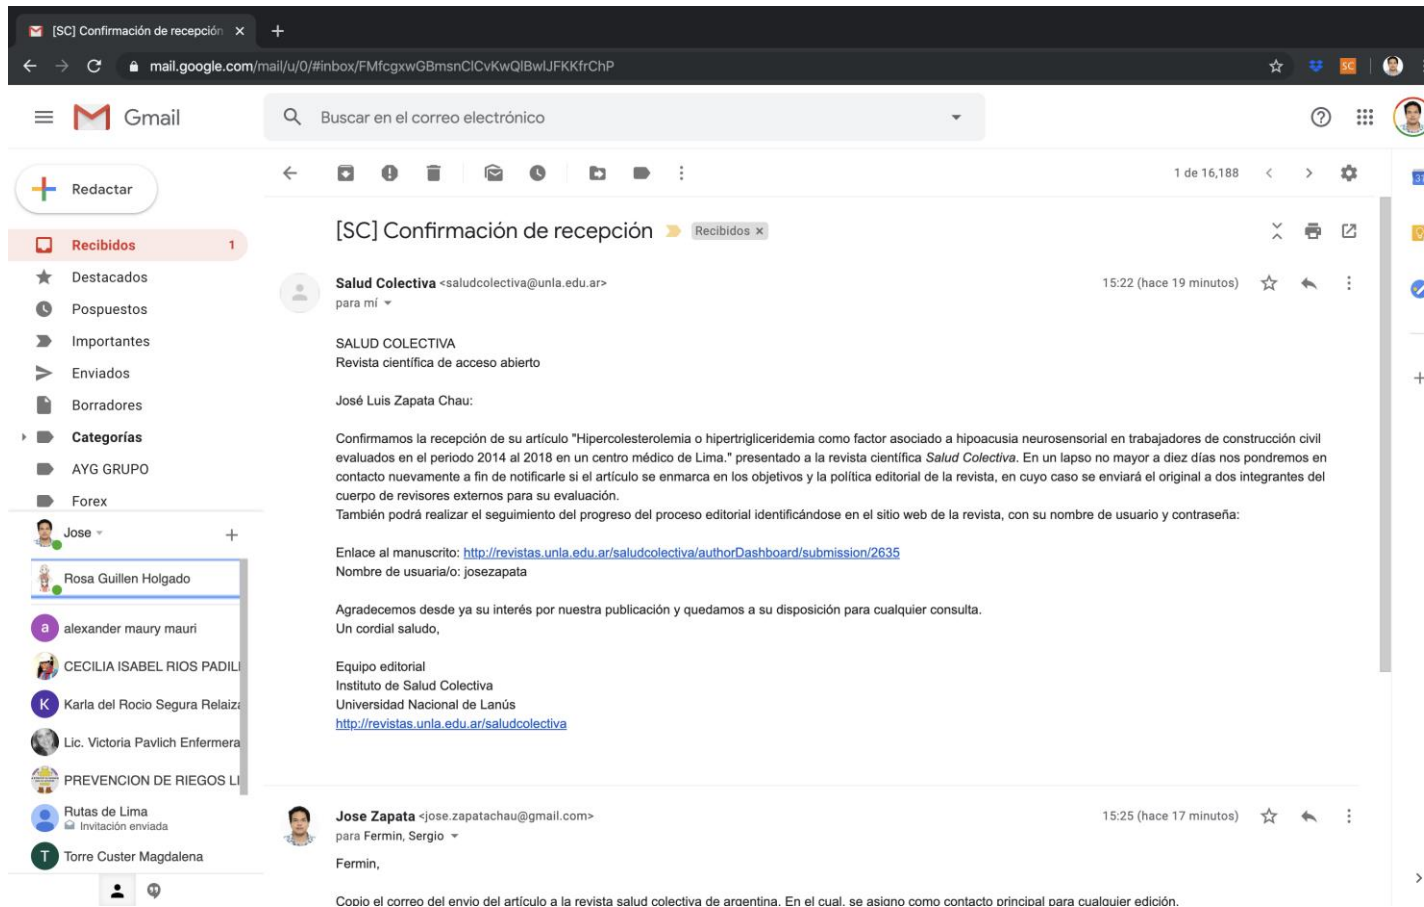 [SC] Confirmación de recepción
mail.google.com/mail/u/0/#inbox/FMfcgxwGBmsnClCvKwQlBwlJFKKfrChP
SC
Gmail
Buscar en el correo electrónico
Redactar
1 de 16,188
Recibidos 1
Destacados
Pospuestos
Importantes
Enviados
Borradores
Categorías
AYG GRUPO
Forex
Jose
Rosa Guillen Holgado
a alexander maury mauri
CECILIA ISABEL RIOS PADILI
K Karla del Rocio Segura Relaiza
Lic. Victoria Pavlich Enfermera
PREVENCION DE RIEGOS LI
Rutas de Lima
Invitación enviada
T Torre Custer Magdalena
[SC] Confirmación de recepción Recibidos x
Salud Colectiva <saludcolectiva@unla.edu.ar> 15:22 (hace 19 minutos)
para mí
SALUD COLECTIVA
Revista científica de acceso abierto
José Luis Zapata Chau:
Confirmamos la recepción de su artículo "Hipercolesterolemia o hipertrigliceridemia como factor asociado a hipoacusia neurosensorial en trabajadores de construcción civil
evaluados en el periodo 2014 al 2018 en un centro médico de Lima." presentado a la revista científica Salud Colectiva. En un lapso no mayor a diez días nos pondremos en
contacto nuevamente a fin de notificarle si el artículo se enmarca en los objetivos y la política editorial de la revista, en cuyo caso se enviará el original a dos integrantes del
cuerpo de revisores externos para su evaluación.
También podrá realizar el seguimiento del progreso del proceso editorial identificándose en el sitio web de la revista, con su nombre de usuario y contraseña:
Enlace al manuscrito: http://revistas.unla.edu.ar/saludcolectiva/authorDashboard/submission/2635
Nombre de usuaria/o: josezapata
Agradecemos desde ya su interés por nuestra publicación y quedamos a su disposición para cualquier consulta.
Un cordial saludo,
Equipo editorial
Instituto de Salud Colectiva
Universidad Nacional de Lanús
http://revistas.unla.edu.ar/saludcolectiva
Jose Zapata <jose.zapatachau@gmail.com> 15:25 (hace 17 minutos)
para Fermin, Sergio
Fermin,
Copio el correo del envio del artículo a la revista salud colectiva de argentina. En el cual, se asigno como contacto principal para cualquier edición.